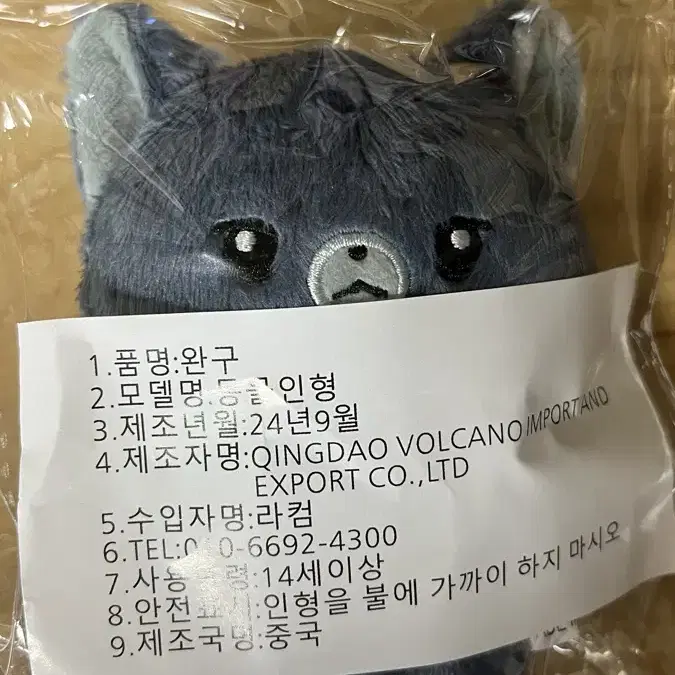 1.품명:완구
2.모델명:동물인형
3.제조년월:24년9월
4.제조자명:QINGDAO VOLCANO IMPORT AND
EXPORT CO.,LTD
5.수입자명:라컴
6.TEL:010-6692-4300
7.사용연령:14세이상
8.안전표시:인형을 불에 가까이 하지 마시오
9.제조국명:중국